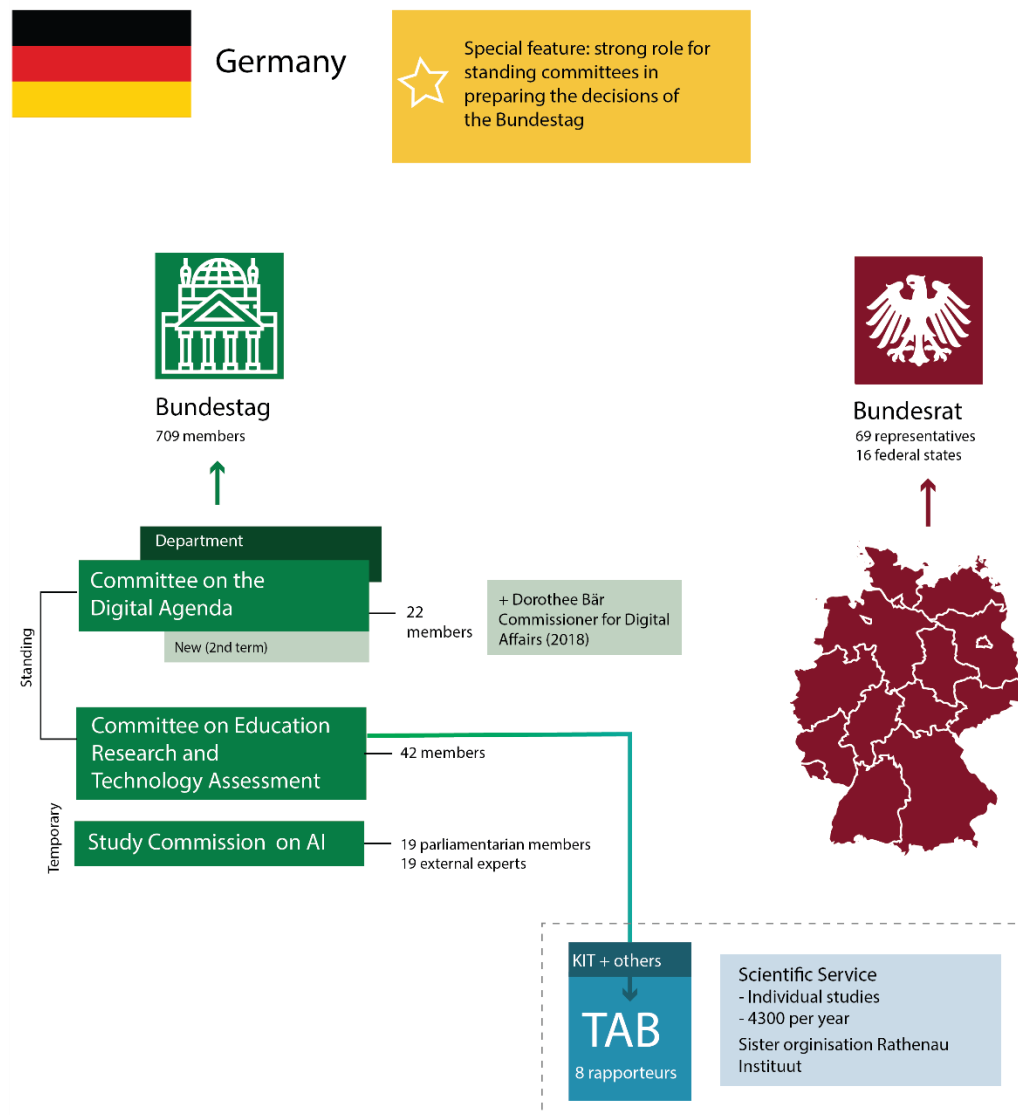 Germany
Special feature: strong role for
standing committees in
preparing the decisions of
the Bundestag
Bundestag
709 members
Bundesrat
69 representatives
16 federal states
Department
Committee on the
Digital Agenda
New (2nd term)
22
members
+ Dorothee Bär
Commissioner for Digital
Affairs (2018)
Standing
Committee on Education
Research and
Technology Assessment
42 members
Temporary
Study Commission on AI
19 parliamentarian members
19 external experts
KIT + others
TAB
8 rapporteurs
Scientific Service
- Individual studies
- 4300 per year
Sister orginisation Rathenau
Instituut